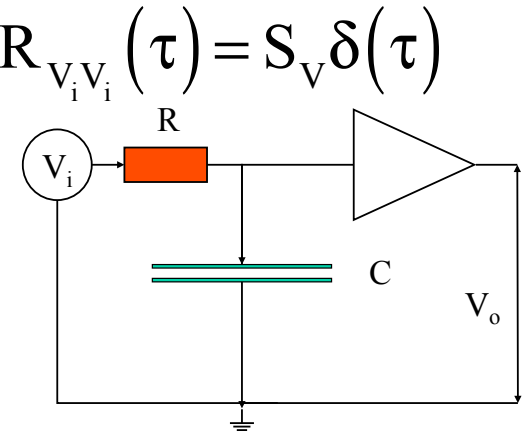 R_{V_iV_i}(τ) = S_Vδ(τ)
R
V_i
C
V_o